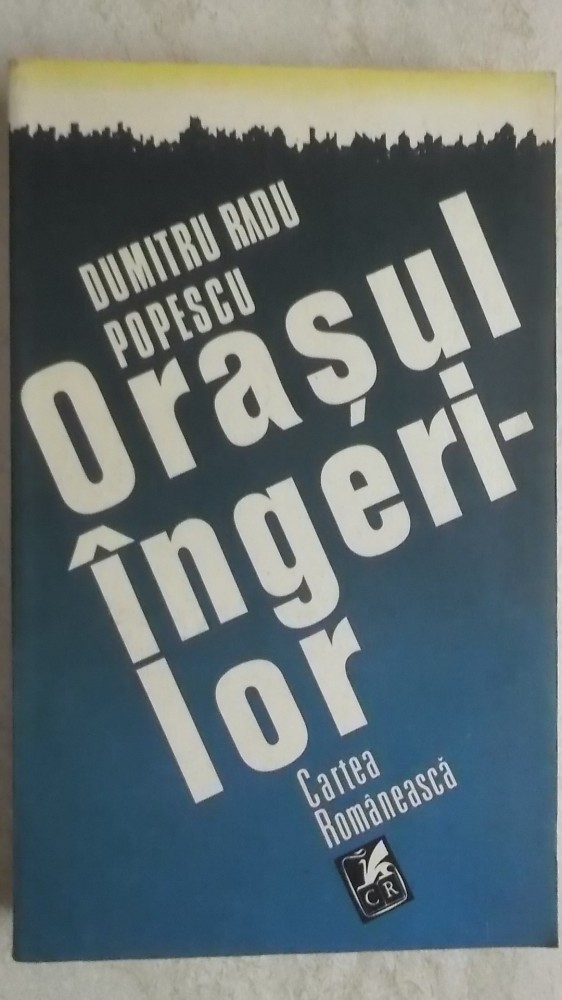 DUMITRU RADU
POPESCU
Orașul
îngeri-
lor
Cartea
Românească
CR